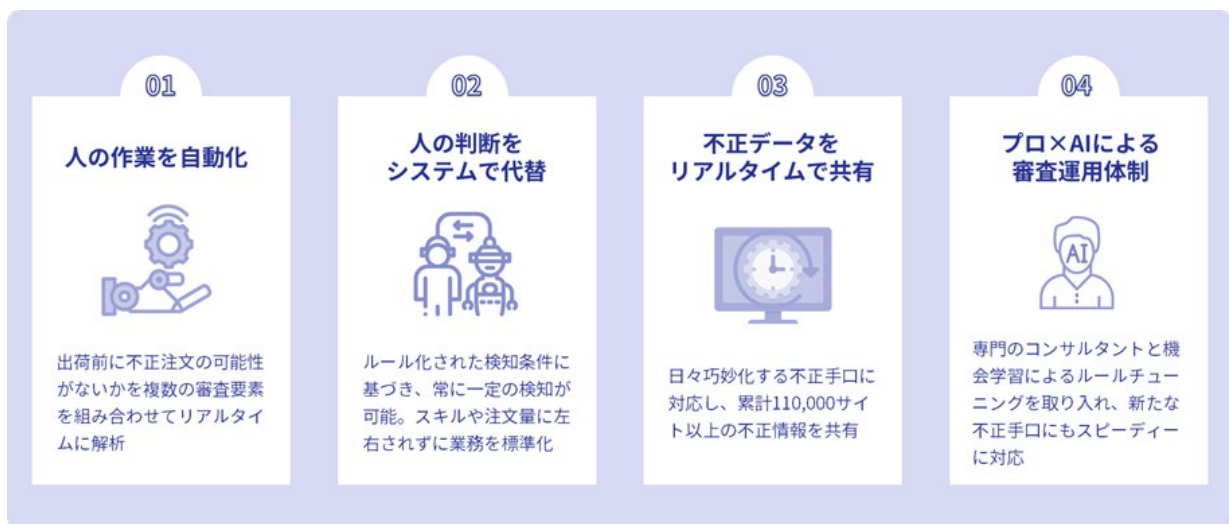 01
人の作業を自動化
出荷前に不正注文の可能性
がないかを複数の審査要素
を組み合わせてリアルタイ
ムに解析
02
人の判断を
システムで代替
ルール化された検知条件に
基づき、常に一定の検知が
可能。スキルや注文量に左
右されずに業務を標準化
03
不正データを
リアルタイムで共有
日々巧妙化する不正手口に
対応し、累計110,000サイ
ト以上の不正情報を共有
04
プロ×AIによる
審査運用体制
AI
専門のコンサルタントと機
会学習によるルールチュー
ニングを取り入れ、新たな
不正手口にもスピーディー
に対応